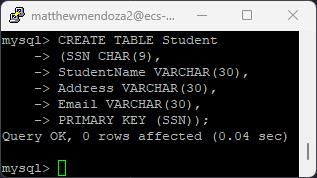 matthewmendoza2@ecs-...
mysql> CREATE TABLE Student
    -> (SSN CHAR(9),
    -> StudentName VARCHAR(30),
    -> Address VARCHAR(30),
    -> Email VARCHAR(30),
    -> PRIMARY KEY (SSN));
Query OK, 0 rows affected (0.04 sec)
mysql>